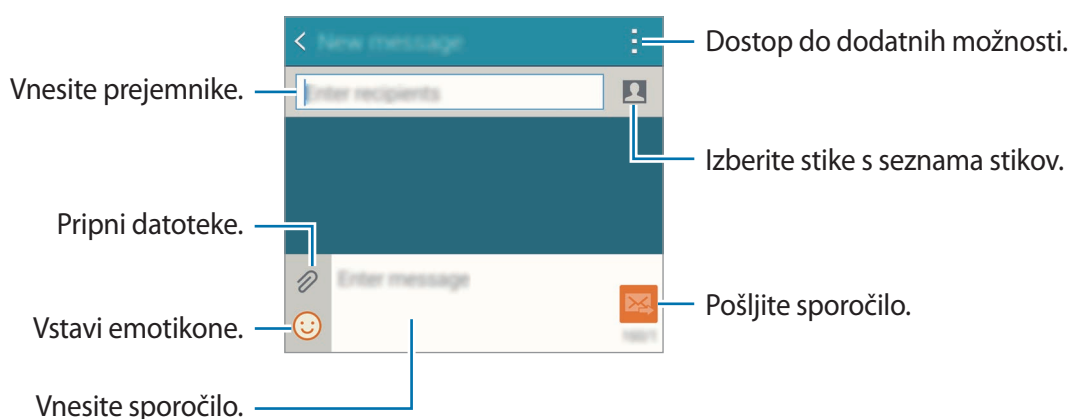 New message
Dostop do dodatnih možnosti.
Vnesite prejemnike.
Enter recipients
Izberite stike s seznama stikov.
Pripni datoteke.
Enter message
Pošljite sporočilo.
Vstavi emotikone.
Vnesite sporočilo.